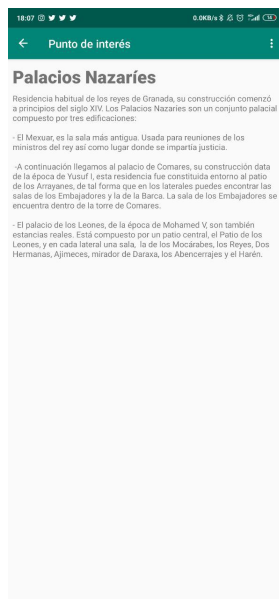 18:07 0.0KB/s 14
Punto de interés
Palacios Nazaríes
Residencia habitual de los reyes de Granada, su construcción comenzó
a principios del siglo XIV. Los Palacios Nazaríes son un conjunto palacial
compuesto por tres edificaciones:
- El Mexuar, es la sala más antigua. Usada para reuniones de los
ministros del rey así como lugar donde se impartía justicia.
-A continuación llegamos al palacio de Comares, su construcción data
de la época de Yusuf I, esta residencia fue constituida entorno al patio
de los Arrayanes, de tal forma que en los laterales puedes encontrar las
salas de los Embajadores y la de la Barca. La sala de los Embajadores se
encuentra dentro de la torre de Comares.
- El palacio de los Leones, de la época de Mohamed V, son también
estancias reales. Está compuesto por un patio central, el Patio de los
Leones, y en cada lateral una sala, la de los Mocárabes, los Reyes, Dos
Hermanas, Ajimeces, mirador de Daraxa, los Abencerrajes y el Harén.